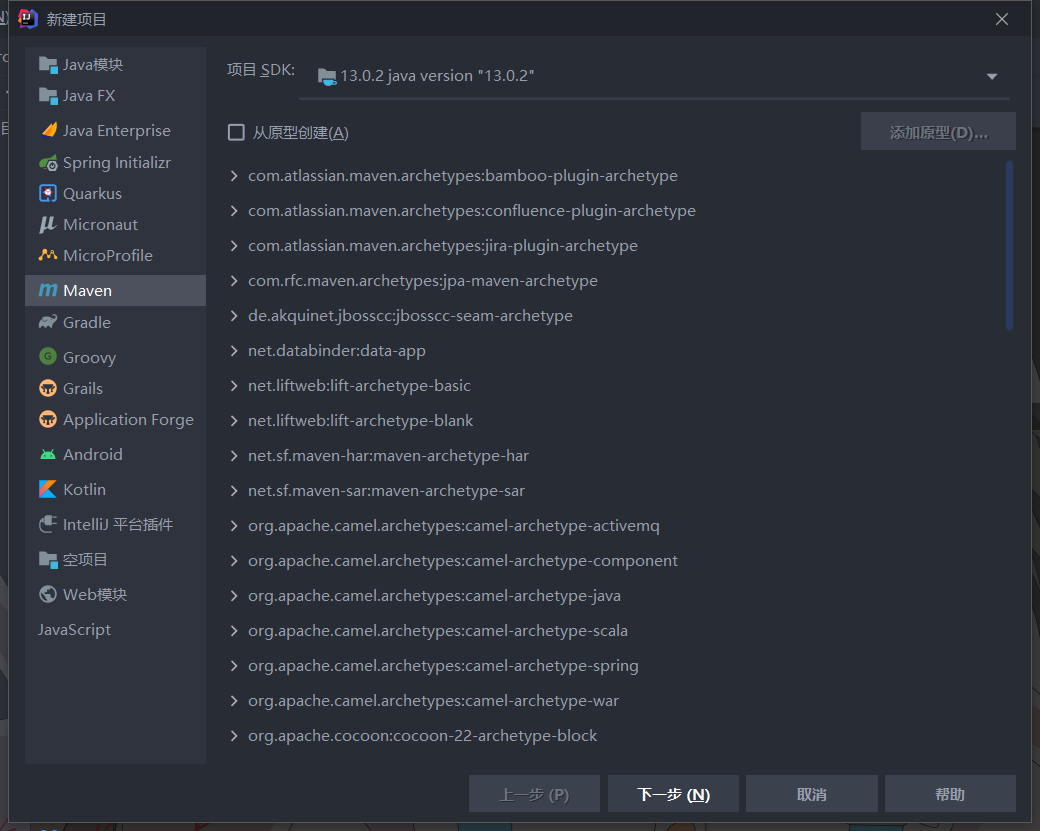 新建项目
Java模块
Java FX
Java Enterprise
Spring Initializr
Quarkus
Micronaut
MicroProfile
Maven
Gradle
Groovy
Grails
Application Forge
Android
Kotlin
IntelliJ 平台插件
空项目
Web模块
JavaScript
项目 SDK:
13.0.2 java version "13.0.2"
从原型创建(A)
添加原型(D)...
com.atlassian.maven.archetypes:bamboo-plugin-archetype
com.atlassian.maven.archetypes:confluence-plugin-archetype
com.atlassian.maven.archetypes:jira-plugin-archetype
com.rfc.maven.archetypes:jpa-maven-archetype
de.akquinet.jbosscc:jbosscc-seam-archetype
net.databinder:data-app
net.liftweb:lift-archetype-basic
net.liftweb:lift-archetype-blank
net.sf.maven-har:maven-archetype-har
net.sf.maven-sar:maven-archetype-sar
org.apache.camel.archetypes:camel-archetype-activemq
org.apache.camel.archetypes:camel-archetype-component
org.apache.camel.archetypes:camel-archetype-java
org.apache.camel.archetypes:camel-archetype-scala
org.apache.camel.archetypes:camel-archetype-spring
org.apache.camel.archetypes:camel-archetype-war
org.apache.cocoon:cocoon-22-archetype-block
上一步 (P)
下一步 (N)
取消
帮助